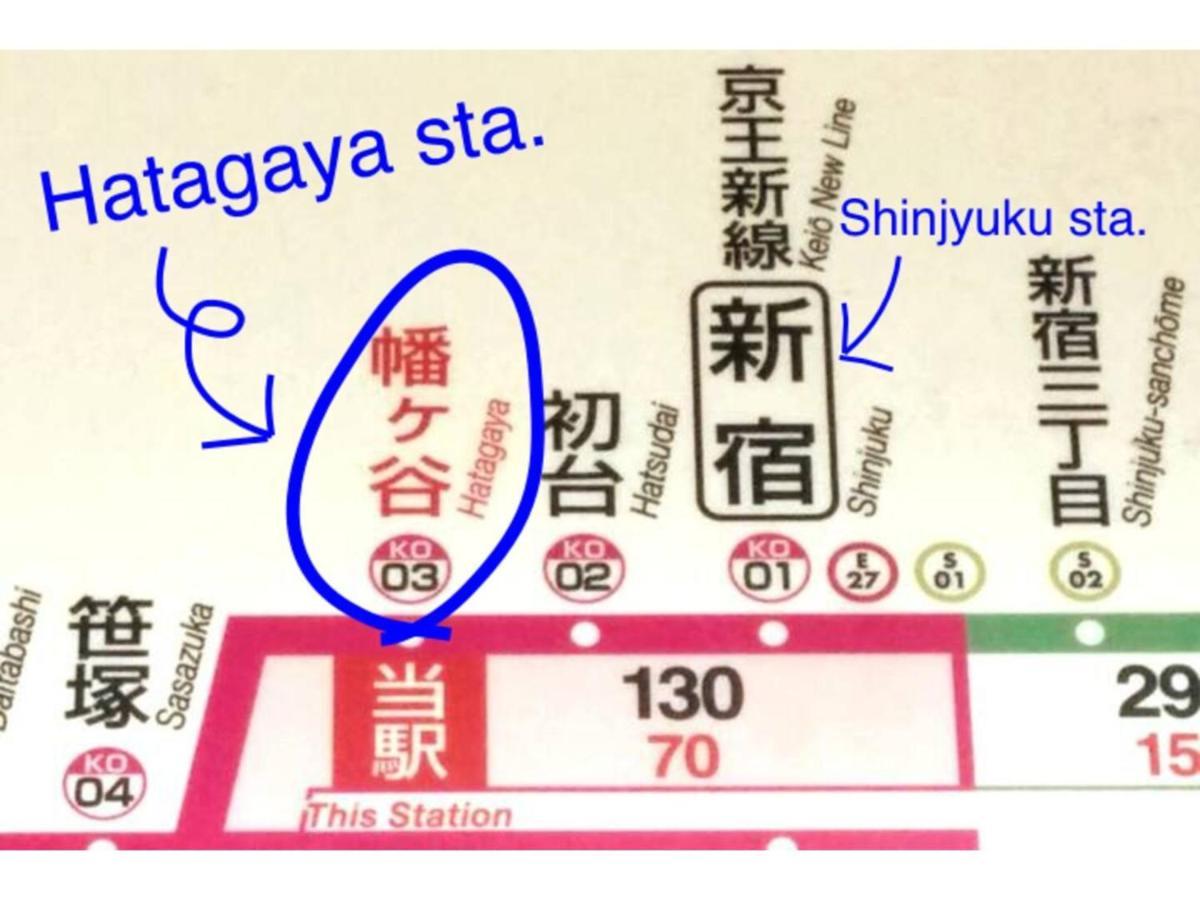 Hatagaya sta.
Shinjyuku sta.
京王新線
Keiō New Line
幡ヶ谷
Hatagaya
初台
Hatsudai
新宿
Shinjuku
新宿三丁目
Shinjuku-sanchōme
KO 03
KO 02
KO 01
E 27
S 01
S 02
笹塚
Sasazuka
KO 04
当駅
130
70
29
15
This Station